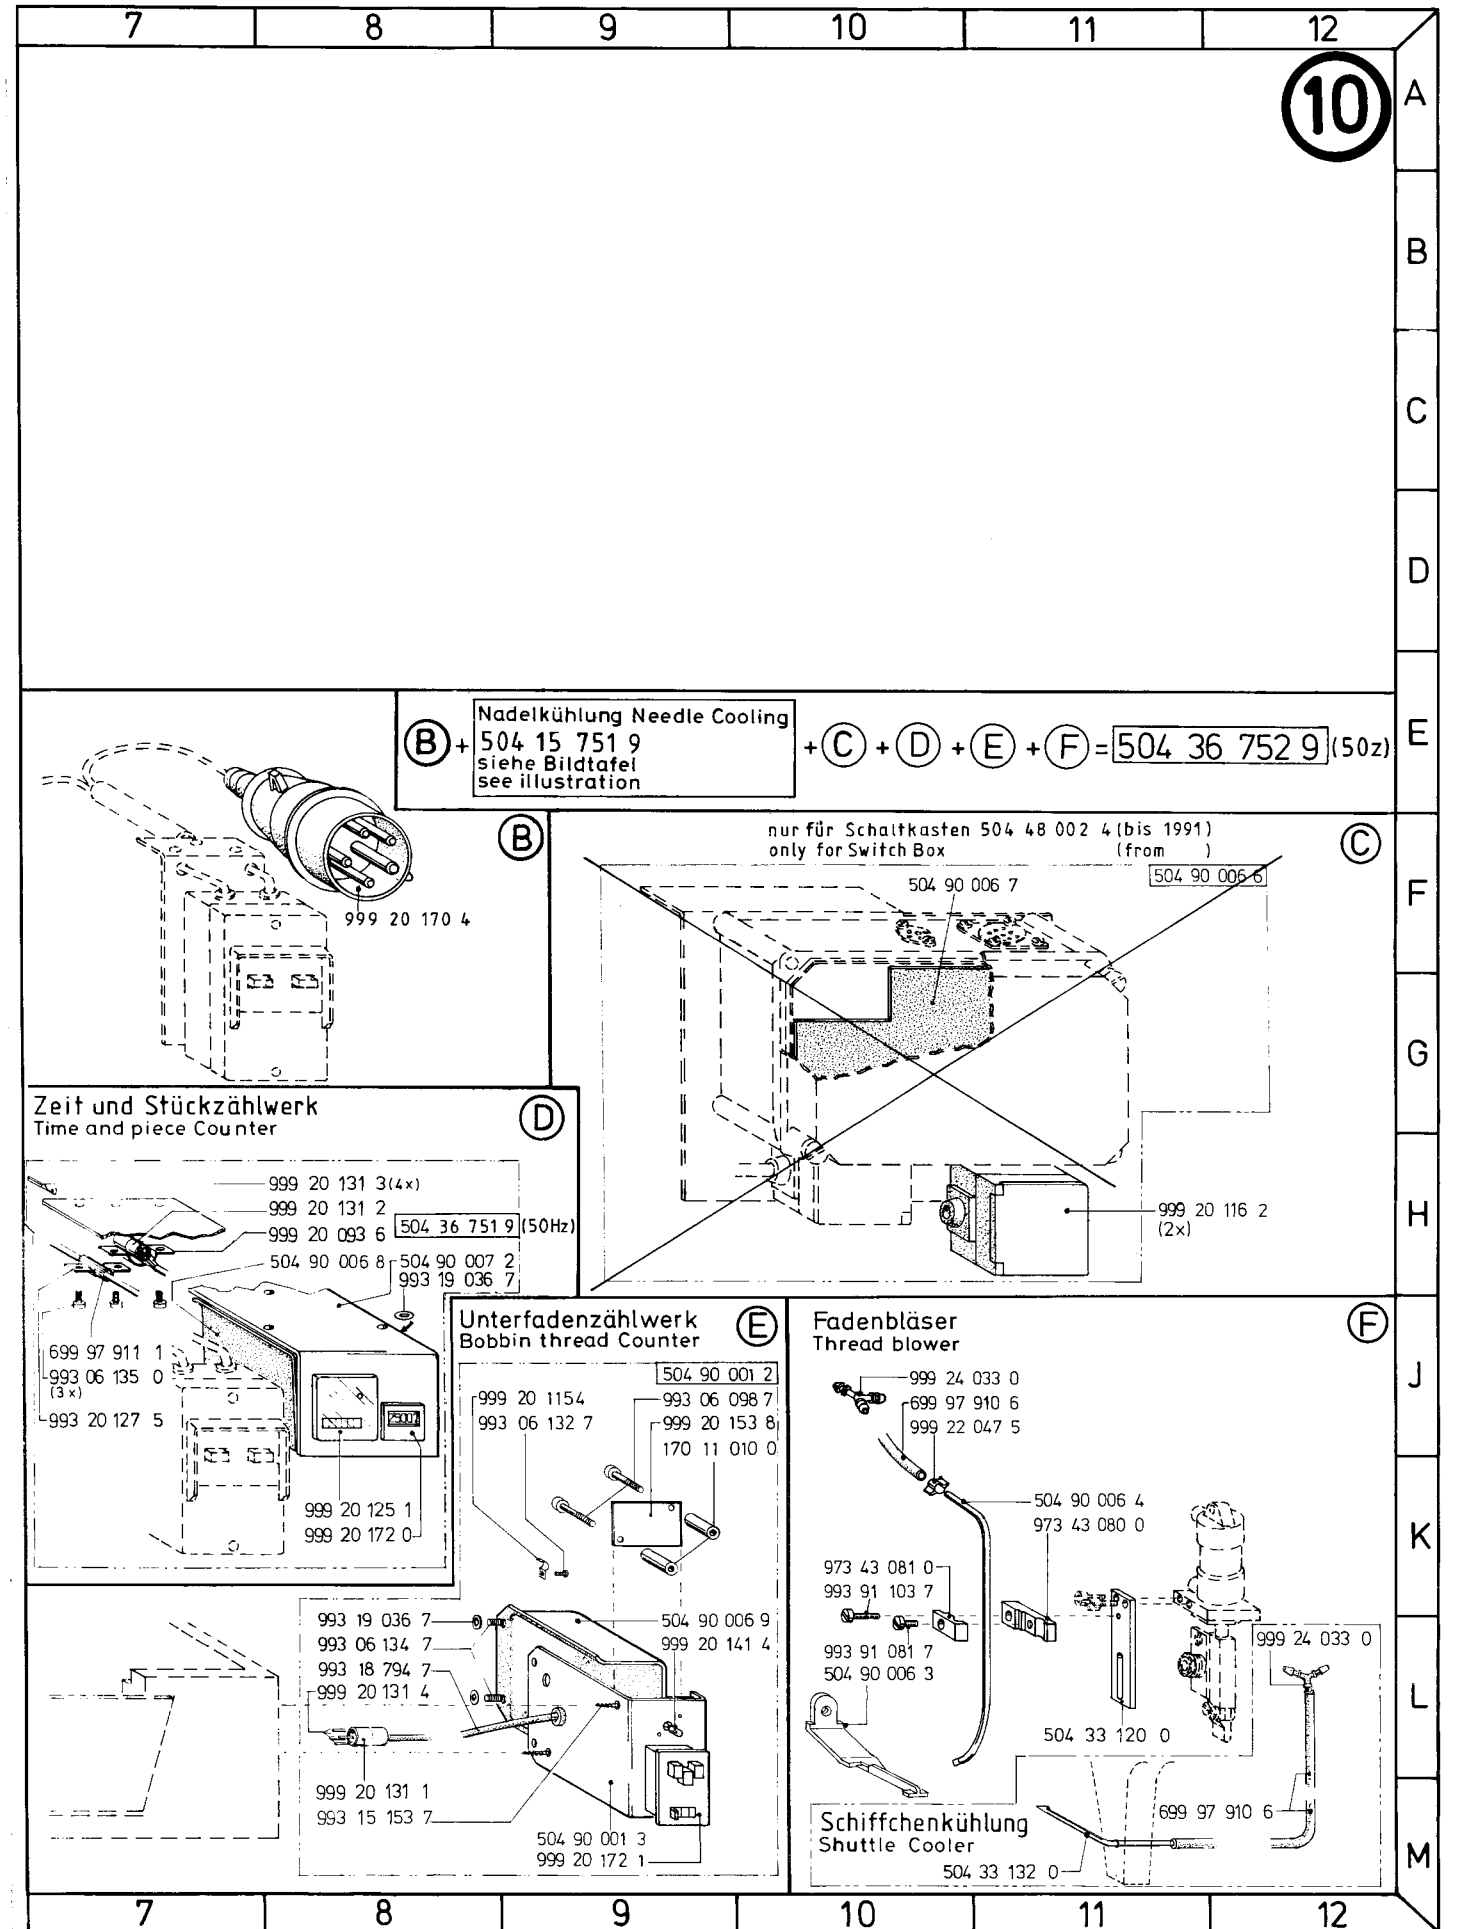 7 8 9 10 11 12
10
A
B
C
D
E
F
G
H
J
K
L
M
B + Nadelkühlung Needle Cooling
504 15 751 9
siehe Bildtafel
see illustration
+ C + D + E + F = 504 36 752 9 (50z)
B
999 20 170 4
nur für Schaltkasten 504 48 002 4 (bis 1991)
only for Switch Box (from )
C
504 90 006 6
504 90 006 7
999 20 116 2
(2x)
Zeit und Stückzählwerk
Time and piece Counter
D
999 20 131 3 (4x)
999 20 131 2
999 20 093 6
504 36 751 9 (50Hz)
504 90 006 8
504 90 007 2
993 19 036 7
699 97 911 1
993 06 135 0
(3x)
993 20 127 5
25007
999 20 125 1
999 20 172 0
Unterfadenzählwerk
Bobbin thread Counter
E
504 90 001 2
999 20 115 4
993 06 132 7
993 06 098 7
999 20 153 8
170 11 010 0
993 19 036 7
993 06 134 7
993 18 794 7
999 20 131 4
504 90 006 9
999 20 141 4
999 20 131 1
993 15 153 7
504 90 001 3
999 20 172 1
Fadenbläser
Thread blower
F
999 24 033 0
699 97 910 6
999 22 047 5
504 90 006 4
973 43 080 0
973 43 081 0
993 91 103 7
993 91 081 7
504 90 006 3
504 33 120 0
999 24 033 0
699 97 910 6
Schiffchenkühlung
Shuttle Cooler
504 33 132 0
7 8 9 10 11 12